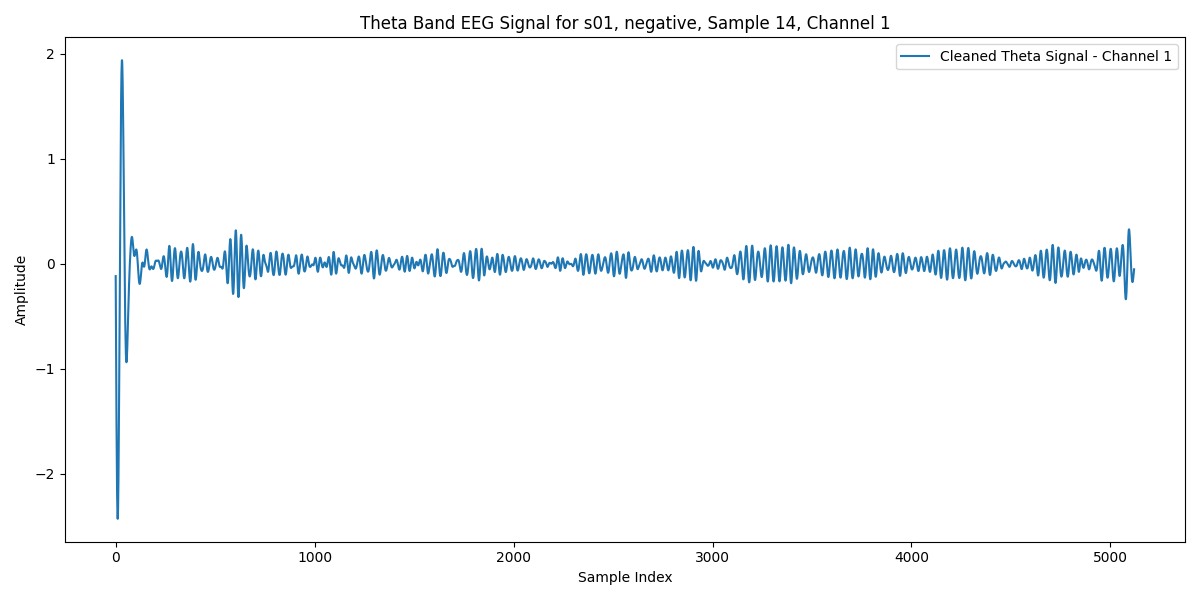 Theta Band EEG Signal for s01, negative, Sample 14, Channel 1
Cleaned Theta Signal - Channel 1
2
1
0
−1
−2
Amplitude
0 1000 2000 3000 4000 5000
Sample Index